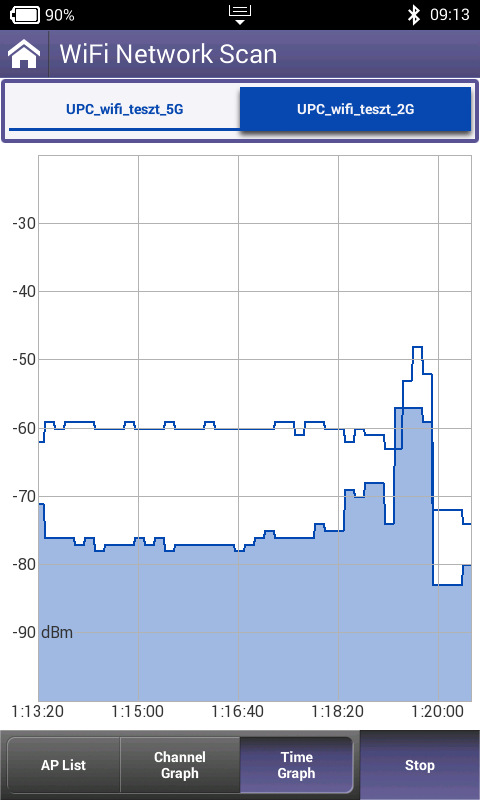 90%
09:13
WiFi Network Scan
UPC_wifi_teszt_5G
UPC_wifi_teszt_2G
-30
-40
-50
-60
-70
-80
-90 dBm
1:13:20 1:15:00 1:16:40 1:18:20 1:20:00
AP List
Channel
Graph
Time
Graph
Stop